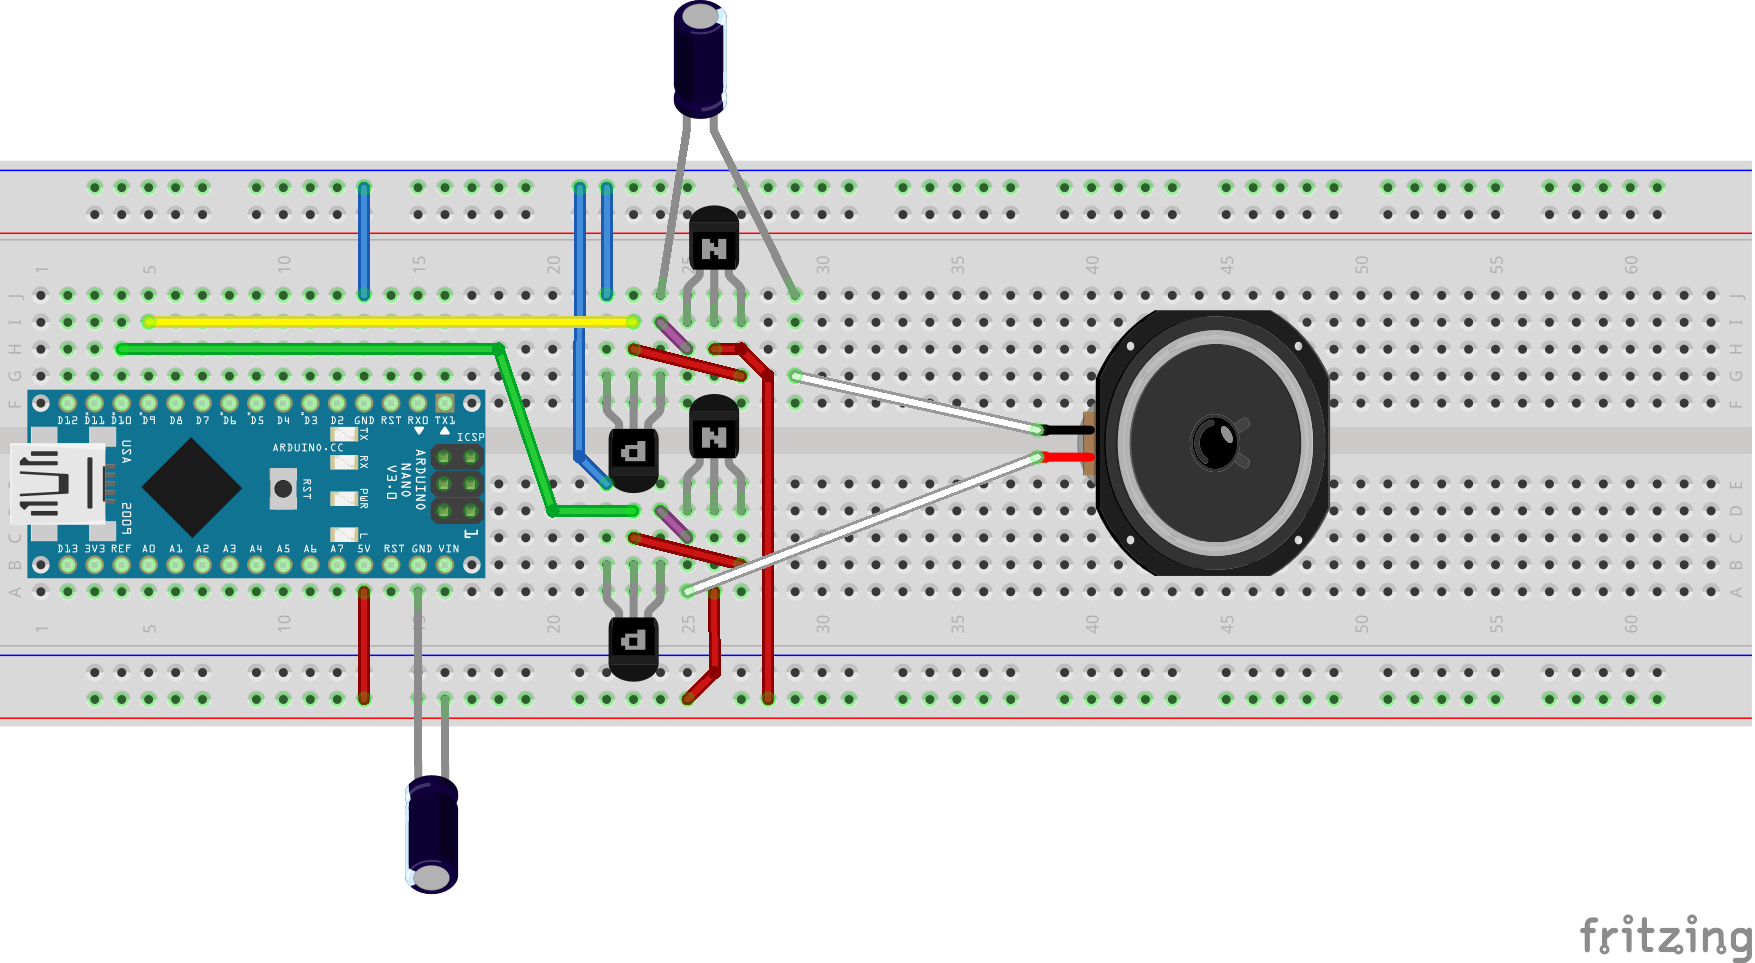 1 5 10 15 20 25 30 35 40 45 50 55 60
J J
I I
H H
G G
F F
D12 D11 D10 D9 D8 D7 D6 D5 D4 D3 D2 GND RST RX0 TX1
TX
ICSP
USA
ARDUINO.CC
RX
ARDUINO
NANO
V3.0
RST
PWR
2009
L
1
D13 3V3 REF A0 A1 A2 A3 A4 A5 A6 A7 5V RST GND VIN
N
N
P
P
E
D
C C
B B
A A
1 5 10 15 20 25 30 35 40 45 50 55 60
fritzing